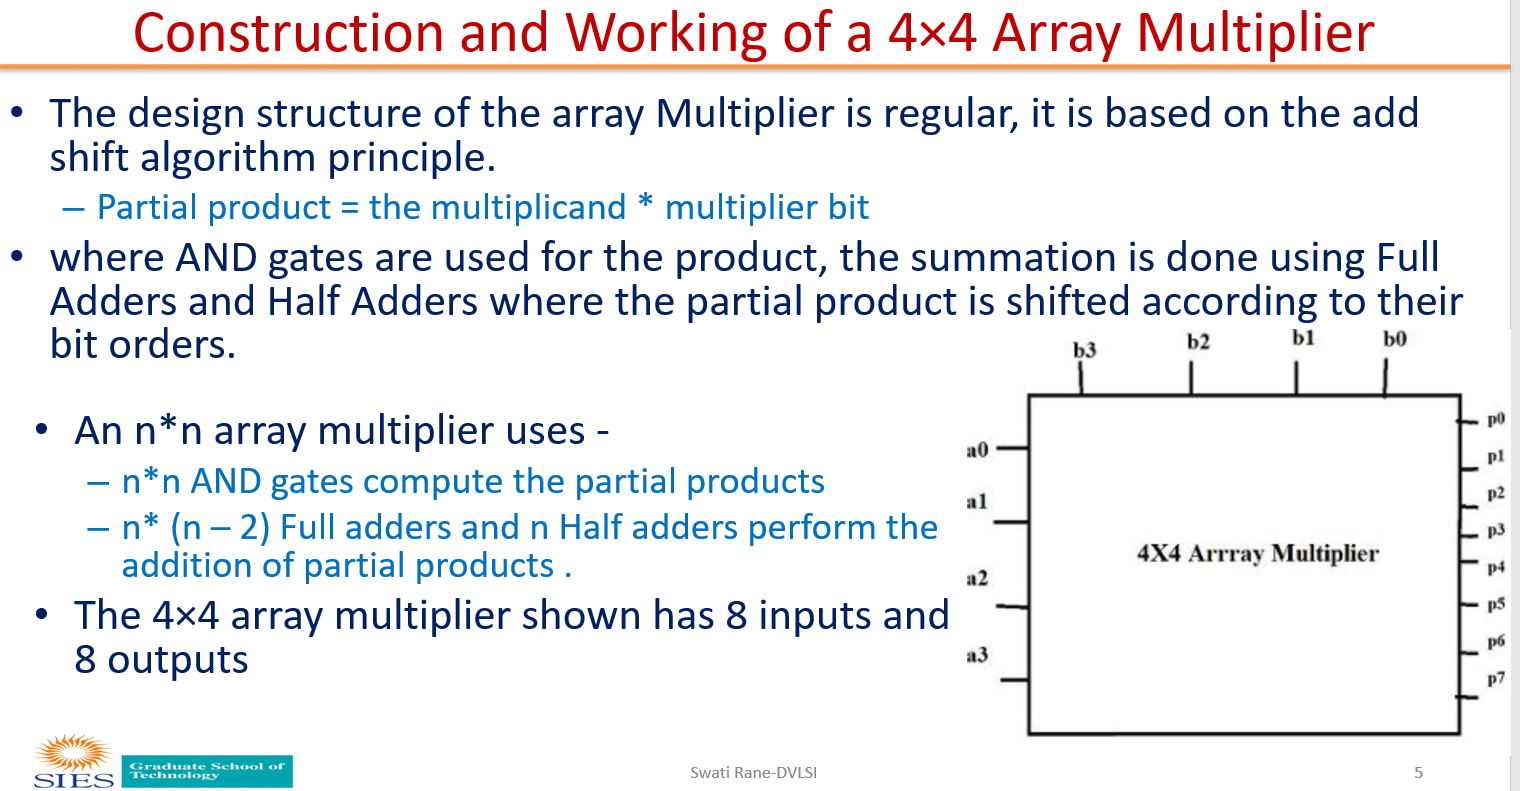 Construction and Working of a 4×4 Array Multiplier
• The design structure of the array Multiplier is regular, it is based on the add
shift algorithm principle.
– Partial product = the multiplicand * multiplier bit
• where AND gates are used for the product, the summation is done using Full
Adders and Half Adders where the partial product is shifted according to their
bit orders.
• An n*n array multiplier uses -
– n*n AND gates compute the partial products
– n* (n – 2) Full adders and n Half adders perform the
addition of partial products .
• The 4×4 array multiplier shown has 8 inputs and
8 outputs
b3 b2 b1 b0
a0
a1
a2
a3
4X4 Arrray Multiplier
p0
p1
p2
p3
p4
p5
p6
p7
SIES
Graduate School of
Technology
Swati Rane-DVLSI
5